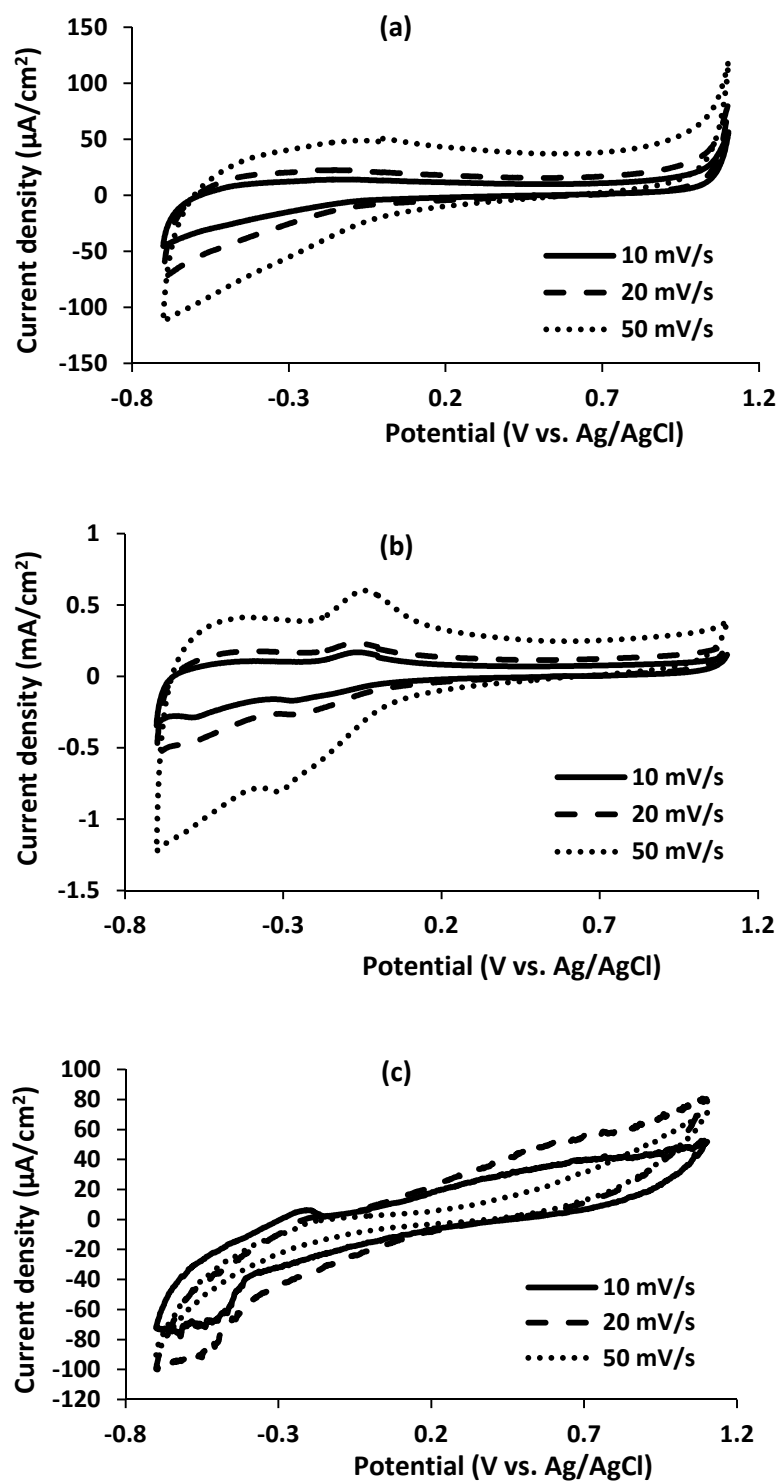 (a)
150
100
50
0
-50
-100
-150
Current density (µA/cm²)
10 mV/s
20 mV/s
50 mV/s
-0.8 -0.3 0.2 0.7 1.2
Potential (V vs. Ag/AgCl)
(b)
1
0.5
0
-0.5
-1
-1.5
Current density (mA/cm²)
10 mV/s
20 mV/s
50 mV/s
-0.8 -0.3 0.2 0.7 1.2
Potential (V vs. Ag/AgCl)
(c)
100
80
60
40
20
0
-20
-40
-60
-80
-100
-120
Current density (µA/cm²)
10 mV/s
20 mV/s
50 mV/s
-0.8 -0.3 0.2 0.7 1.2
Potential (V vs. Ag/AgCl)